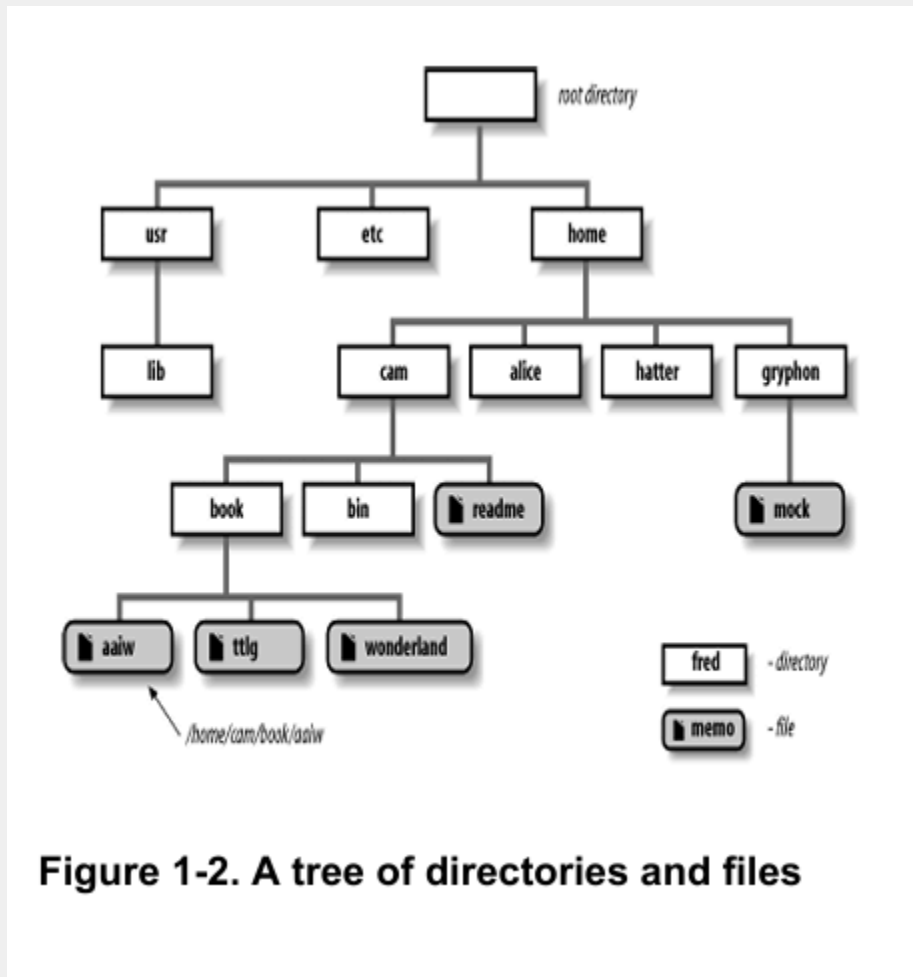 root directory
usr etc home
lib cam alice hatter gryphon
book bin readme mock
aaiw ttlg wonderland
fred - directory
/home/cam/book/aaiw
memo - file
Figure 1-2. A tree of directories and files